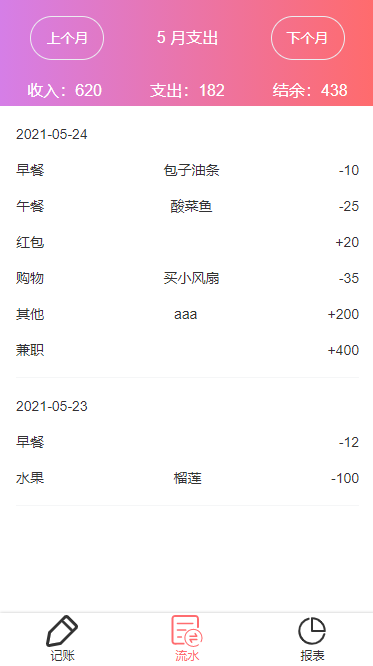 上个月 5 月支出 下个月
收入：620 支出：182 结余：438
2021-05-24
早餐 包子油条 -10
午餐 酸菜鱼 -25
红包 +20
购物 买小风扇 -35
其他 aaa +200
兼职 +400
2021-05-23
早餐 -12
水果 榴莲 -100
记账 流水 报表